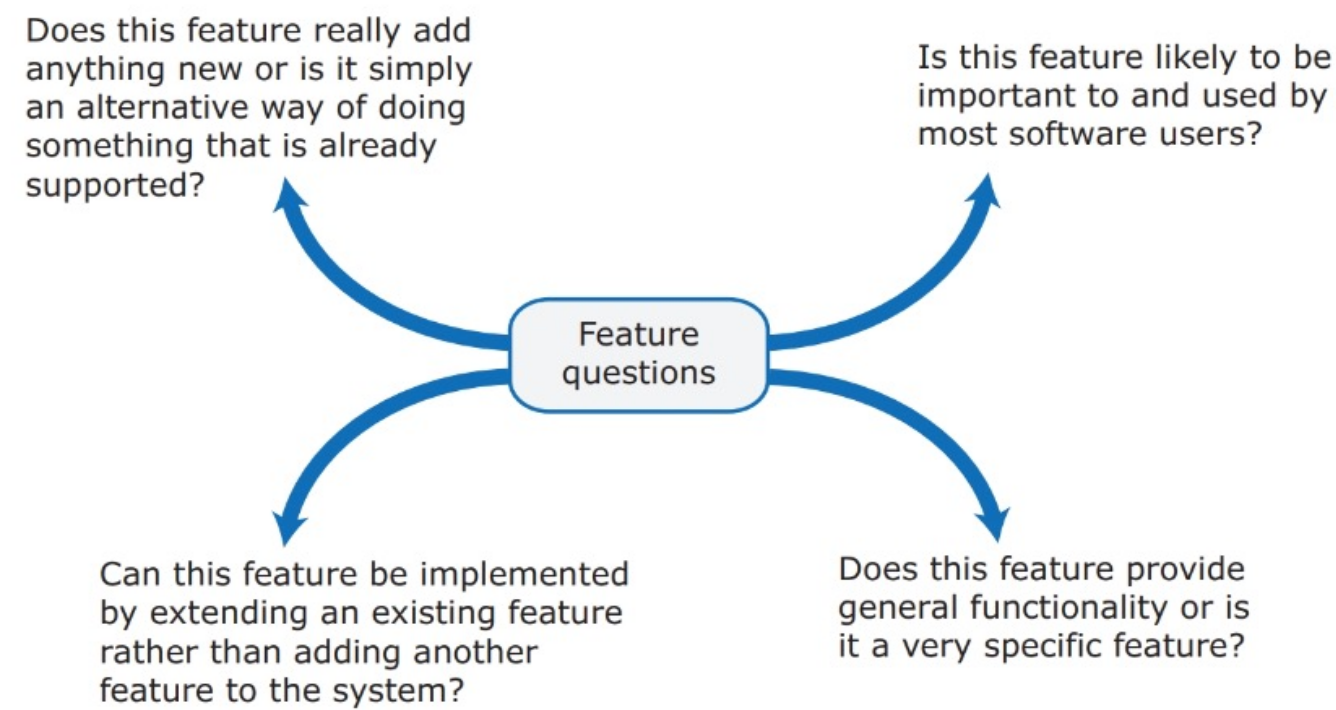 Does this feature really add
anything new or is it simply
an alternative way of doing
something that is already
supported?
Is this feature likely to be
important to and used by
most software users?
Feature
questions
Can this feature be implemented
by extending an existing feature
rather than adding another
feature to the system?
Does this feature provide
general functionality or is
it a very specific feature?